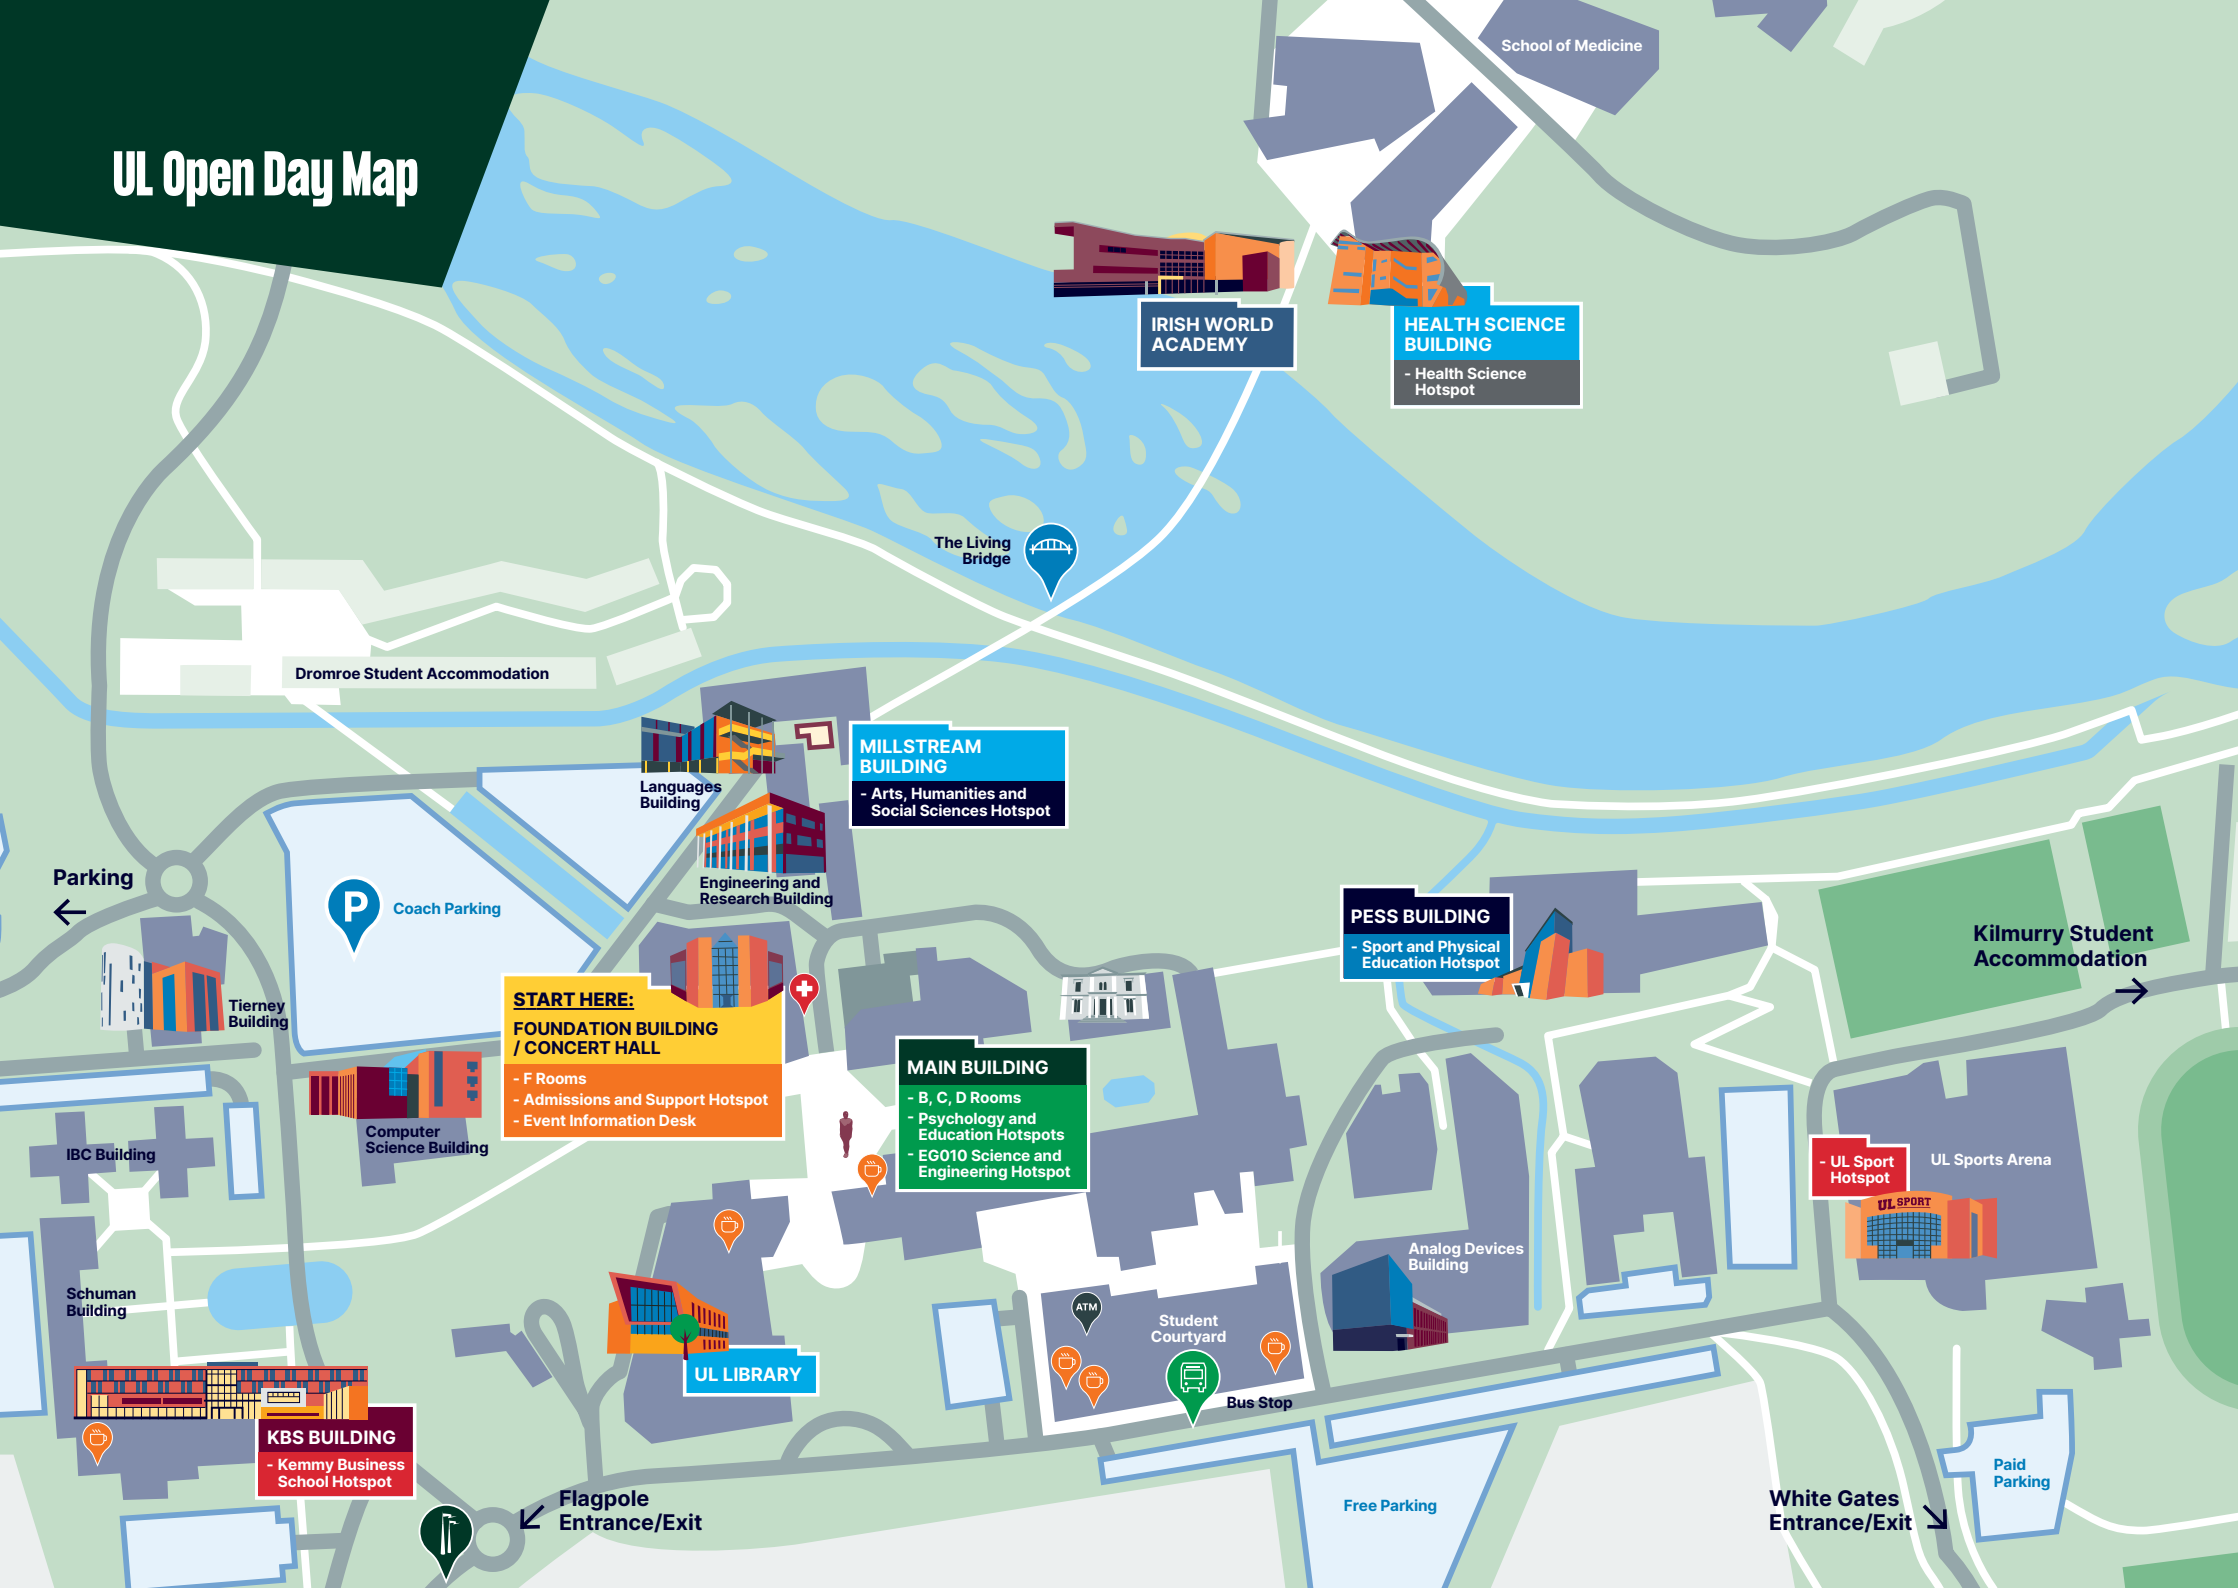 UL Open Day Map
School of Medicine
IRISH WORLD
ACADEMY
HEALTH SCIENCE
BUILDING
- Health Science
Hotspot
The Living
Bridge
Dromroe Student Accommodation
MILLSTREAM
BUILDING
- Arts, Humanities and
Social Sciences Hotspot
Languages
Building
Engineering and
Research Building
Parking
P
Coach Parking
Tierney
Building
START HERE:
FOUNDATION BUILDING
/ CONCERT HALL
- F Rooms
- Admissions and Support Hotspot
- Event Information Desk
MAIN BUILDING
- B, C, D Rooms
- Psychology and
Education Hotspots
- EG010 Science and
Engineering Hotspot
PESS BUILDING
- Sport and Physical
Education Hotspot
Kilmurry Student
Accommodation
Computer
Science Building
IBC Building
- UL Sport
Hotspot
UL Sports Arena
UL SPORT
Schuman
Building
Analog Devices
Building
ATM
Student
Courtyard
UL LIBRARY
Bus Stop
KBS BUILDING
- Kemmy Business
School Hotspot
Flagpole
Entrance/Exit
Free Parking
White Gates
Entrance/Exit
Paid
Parking